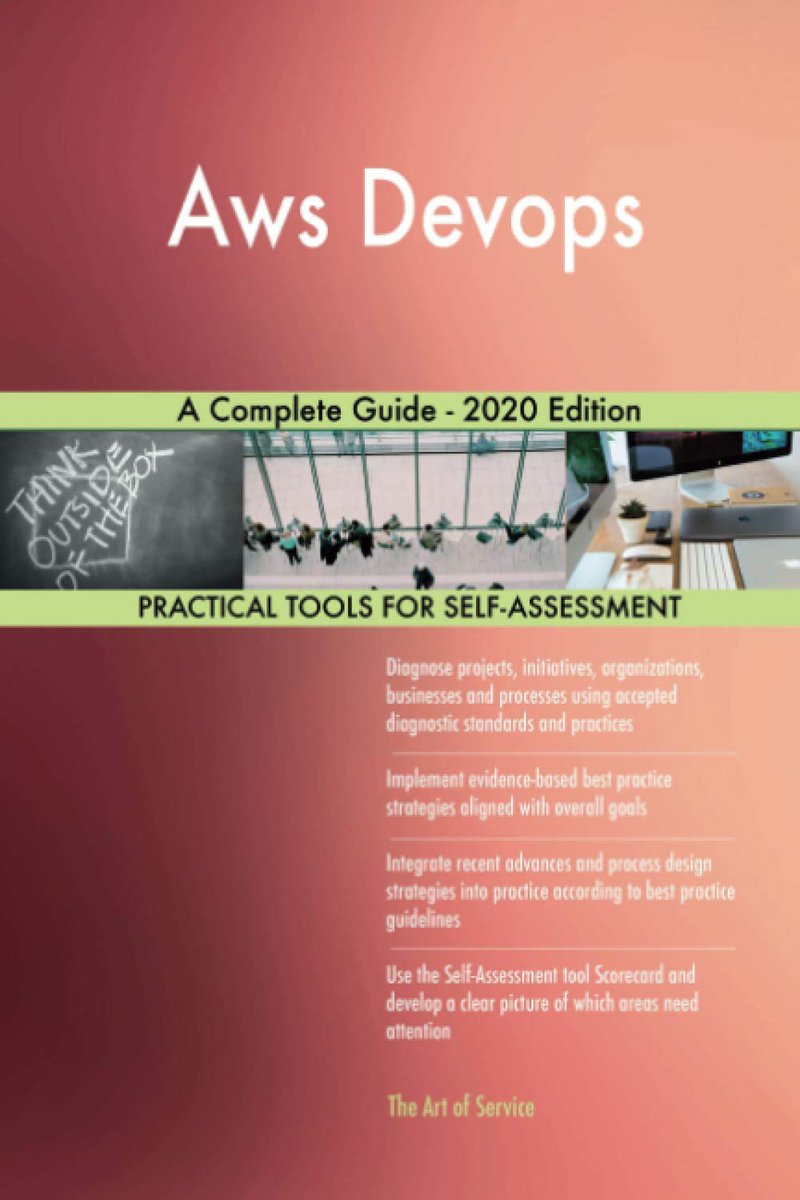 Aws Devops
A Complete Guide - 2020 Edition
THINK
OUTSIDE
OF THE BOX
PRACTICAL TOOLS FOR SELF-ASSESSMENT
Diagnose projects, initiatives, organizations,
businesses and processes using accepted
diagnostic standards and practices
Implement evidence-based best practice
strategies aligned with overall goals
Integrate recent advances and process design
strategies into practice according to best practice
guidelines
Use the Self-Assessment tool Scorecard and
develop a clear picture of which areas need
attention
The Art of Service